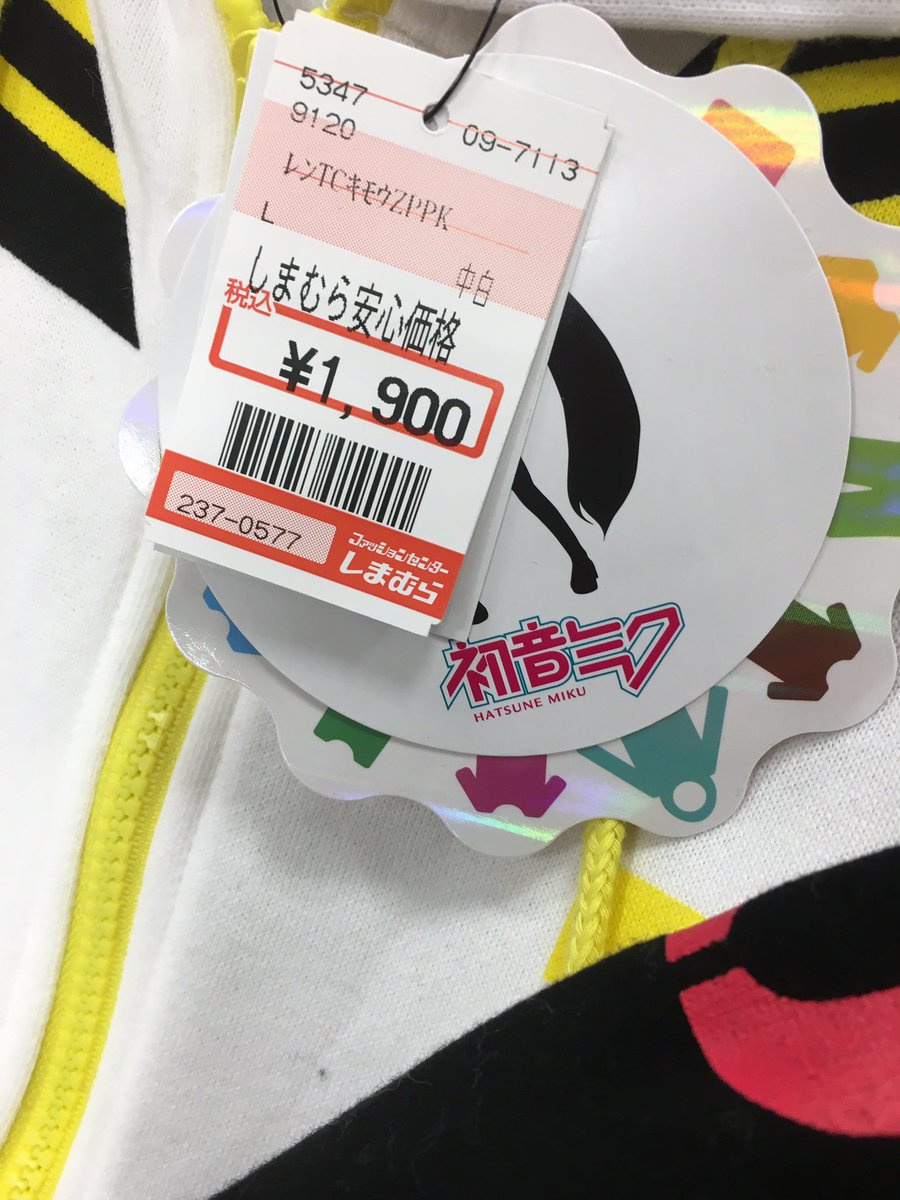 5347
9120
09-7113
レンTCキモウZPPK
L
中白
しまむら安心価格
税込
¥1,900
237-0577
ファッションセンター
しまむら
初音ミク
HATSUNE MIKU